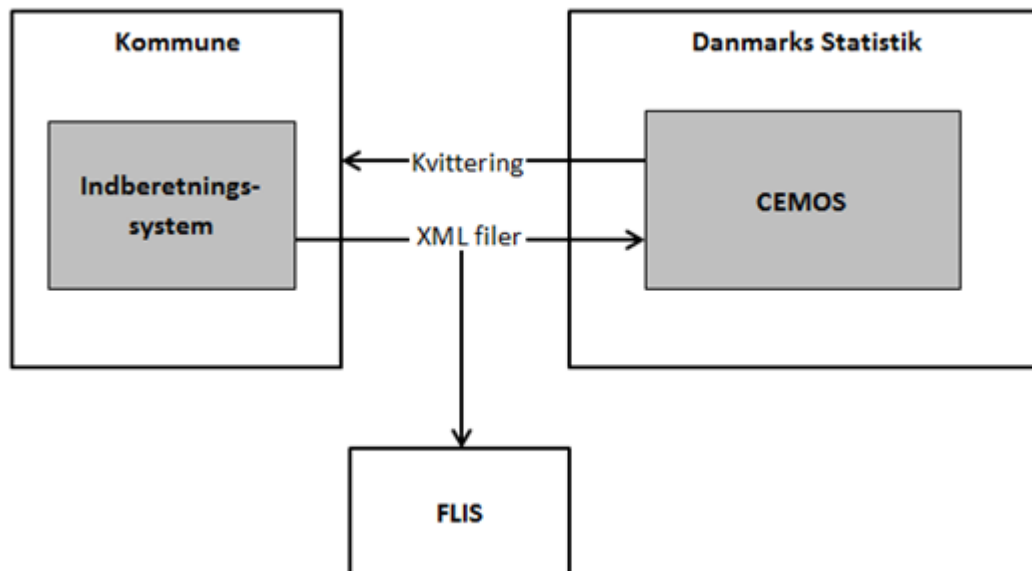 Kommune
Danmarks Statistik
Indberetnings-
system
Kvittering
XML filer
CEMOS
FLIS